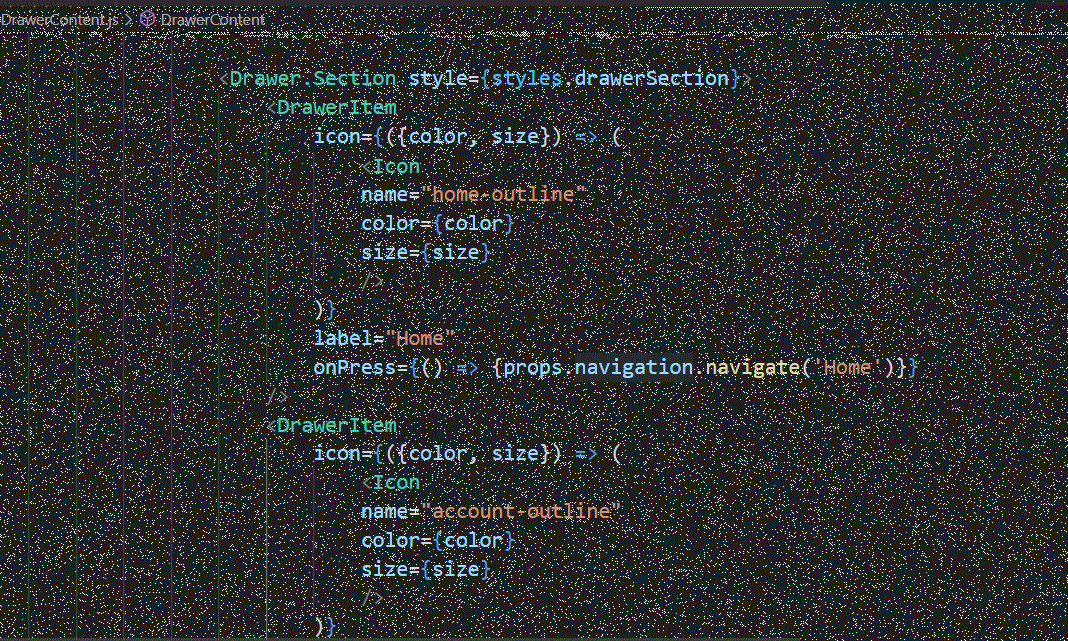 DrawerContent.js > DrawerContent
<Drawer.Section style={styles.drawerSection}>
<DrawerItem
icon={({color, size}) => (
<Icon
name="home-outline"
color={color}
size={size}
/>
)}
label="Home"
onPress={() => {props.navigation.navigate('Home')}}
/>
<DrawerItem
icon={({color, size}) => (
<Icon
name="account-outline"
color={color}
size={size}
/>
)}